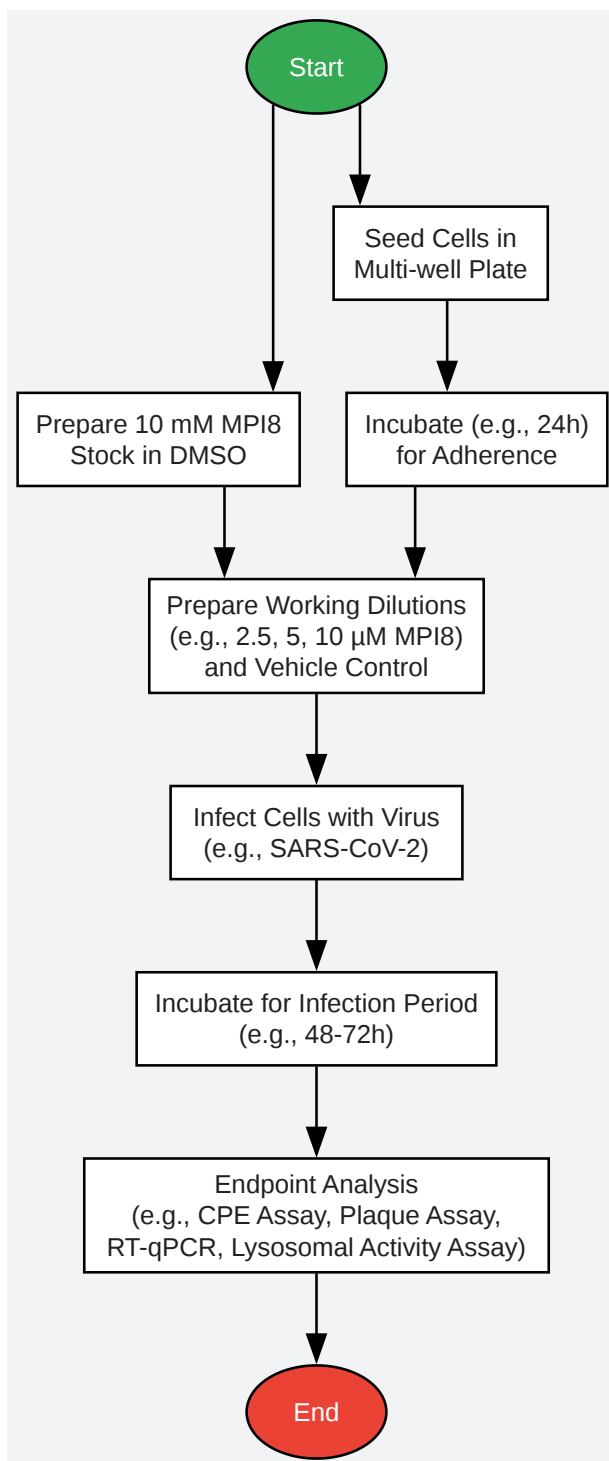 Start
Seed Cells in
Multi-well Plate
Prepare 10 mM MPI8
Stock in DMSO
Incubate (e.g., 24h)
for Adherence
Prepare Working Dilutions
(e.g., 2.5, 5, 10 µM MPI8)
and Vehicle Control
Infect Cells with Virus
(e.g., SARS-CoV-2)
Incubate for Infection Period
(e.g., 48-72h)
Endpoint Analysis
(e.g., CPE Assay, Plaque Assay,
RT-qPCR, Lysosomal Activity Assay)
End